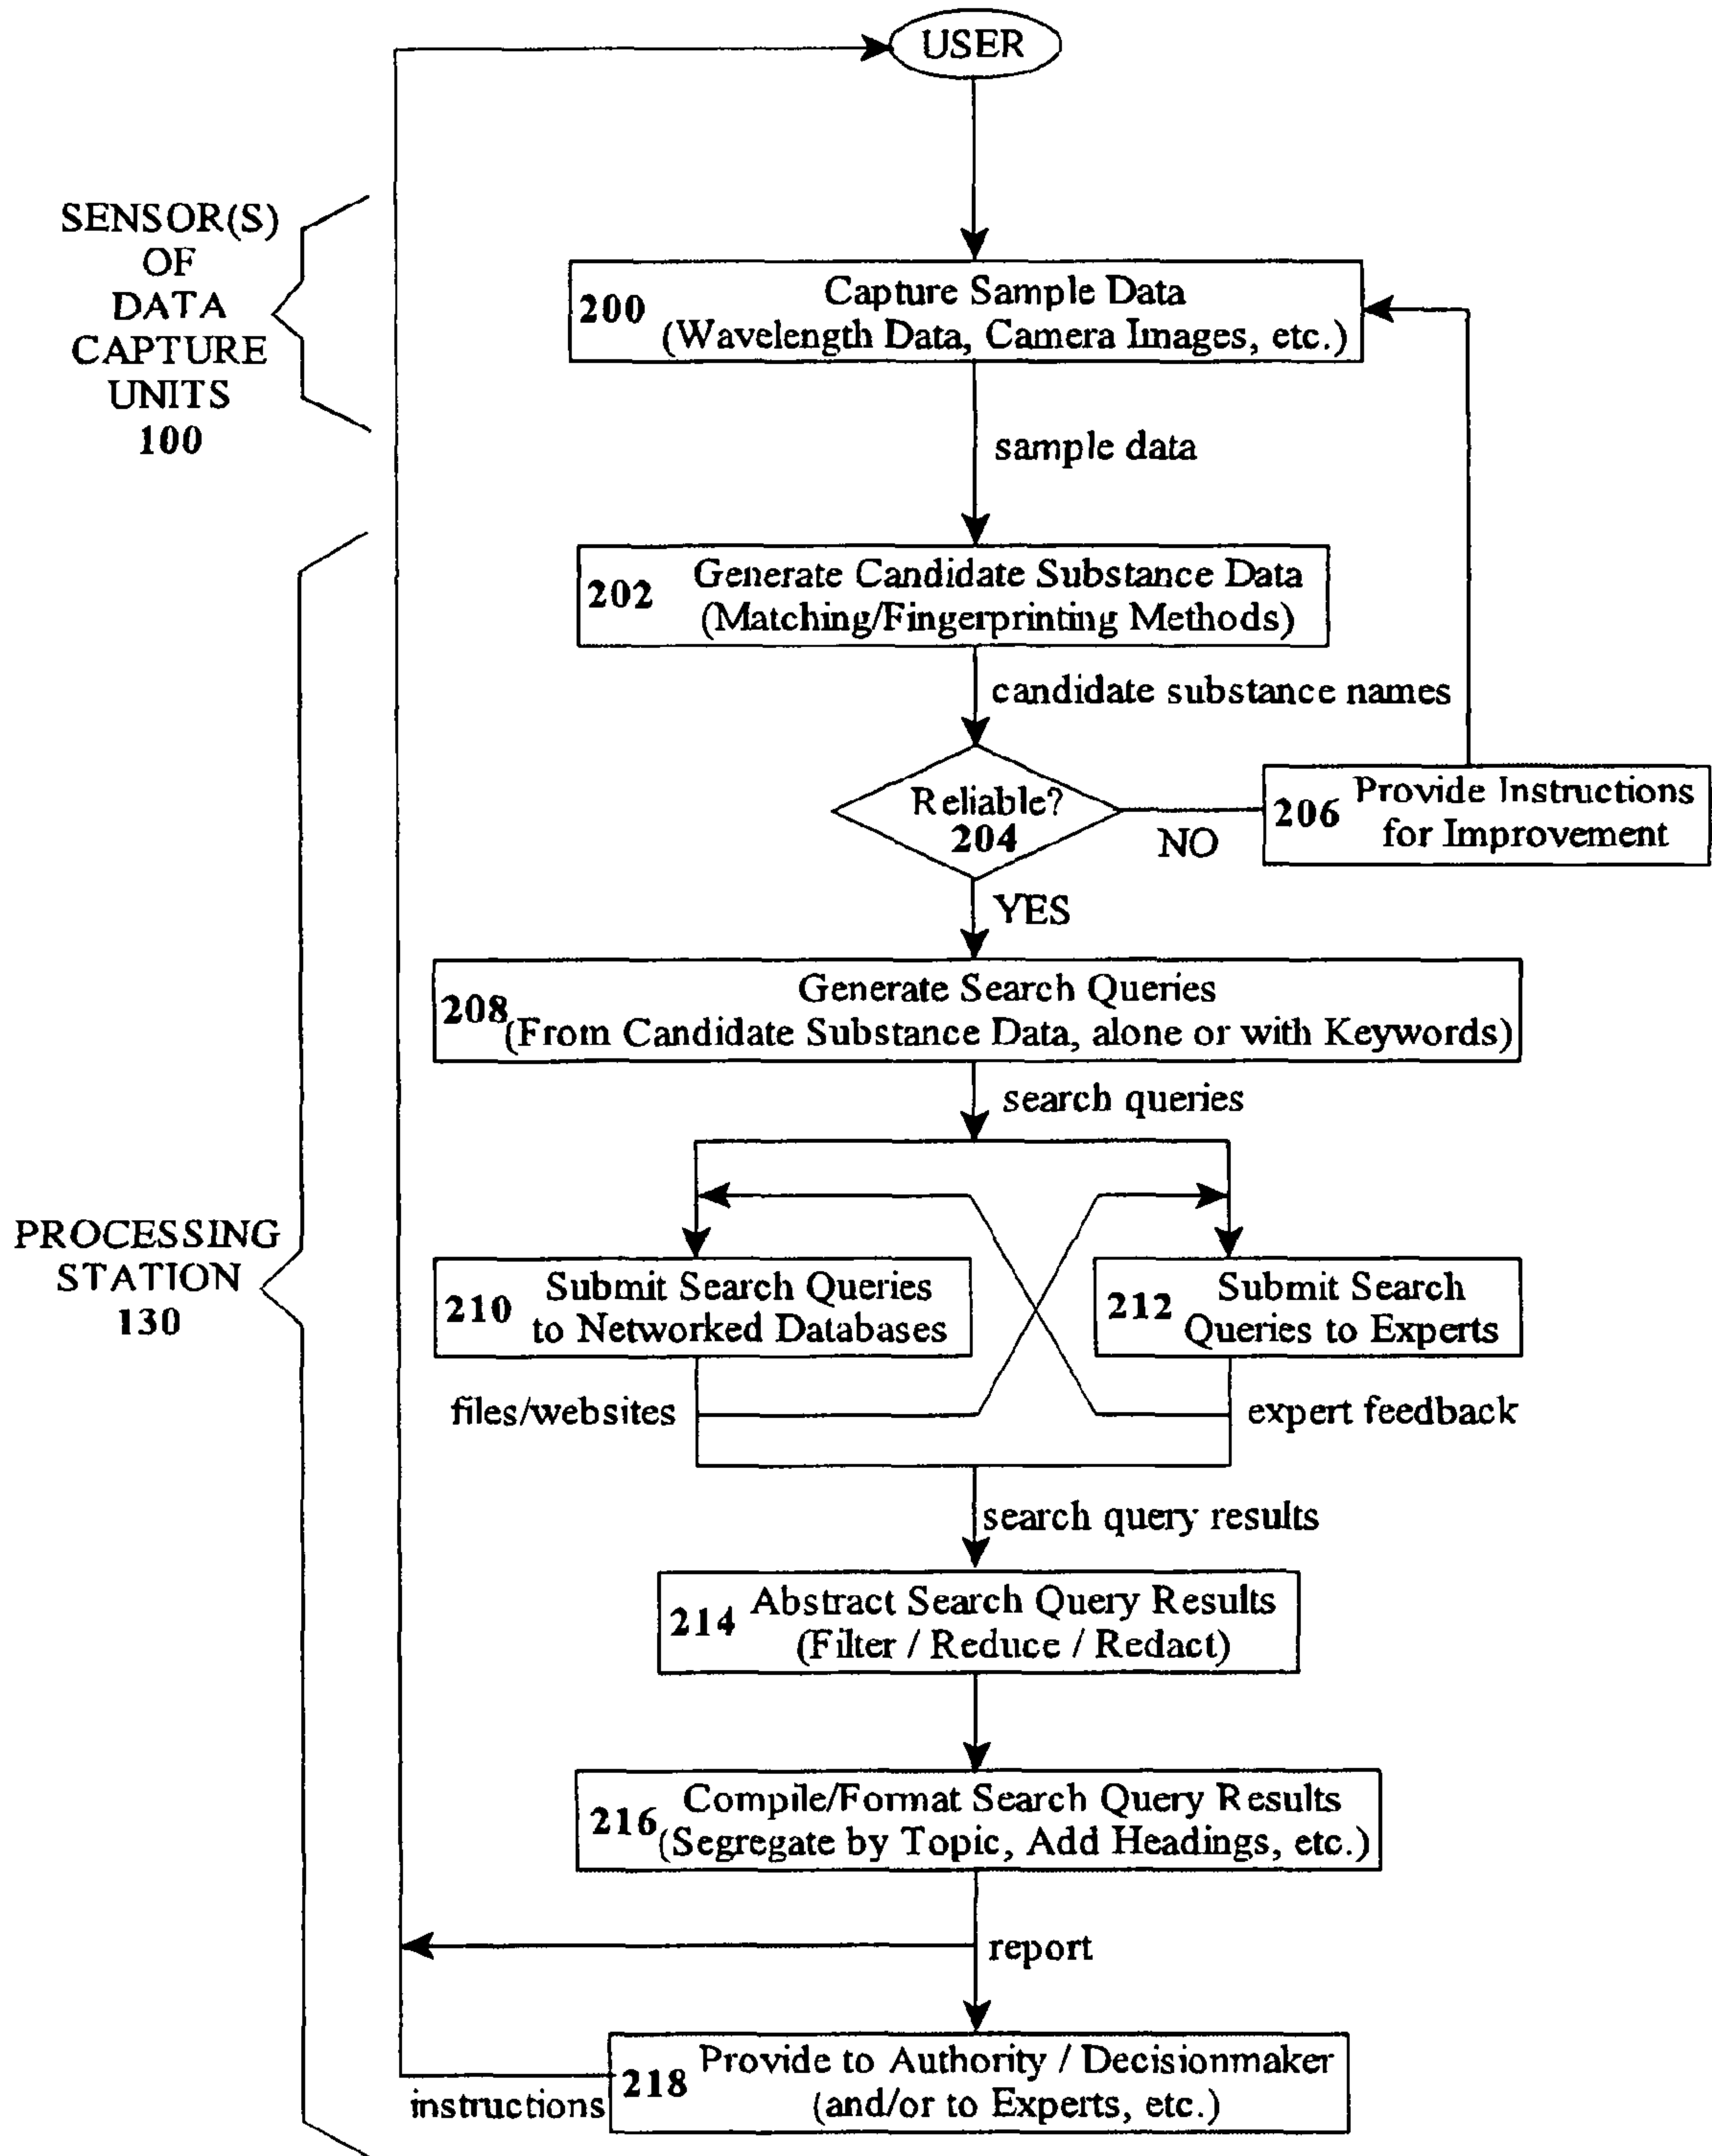 USER
SENSOR(S)
OF
DATA
CAPTURE
UNITS
100
200 Capture Sample Data
(Wavelength Data, Camera Images, etc.)
sample data
202 Generate Candidate Substance Data
(Matching/Fingerprinting Methods)
candidate substance names
Reliable?
204
NO
206 Provide Instructions
for Improvement
YES
208 Generate Search Queries
(From Candidate Substance Data, alone or with Keywords)
search queries
PROCESSING
STATION
130
210 Submit Search Queries
to Networked Databases
212 Submit Search
Queries to Experts
files/websites
expert feedback
search query results
214 Abstract Search Query Results
(Filter / Reduce / Redact)
216 Compile/Format Search Query Results
(Segregate by Topic, Add Headings, etc.)
report
218 Provide to Authority / Decisionmaker
(and/or to Experts, etc.)
instructions